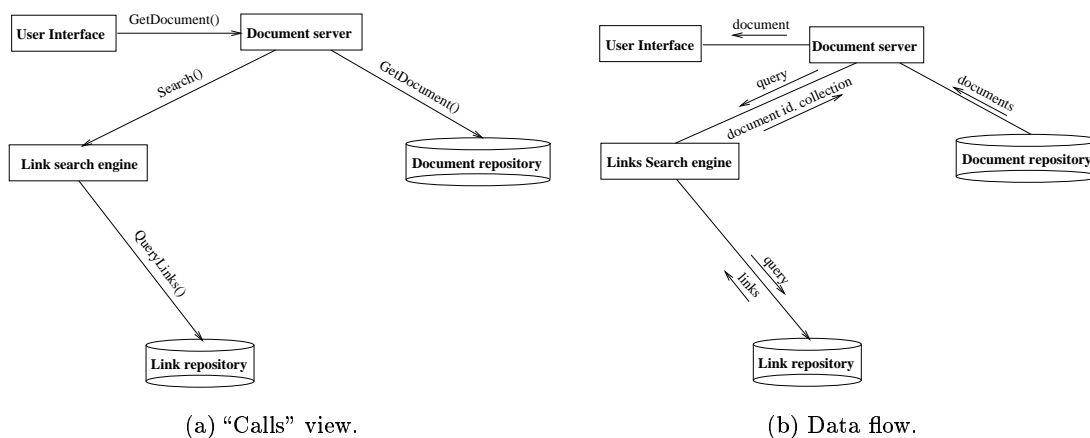 GetDocument()
User Interface
Document server
Search()
GetDocument()
Link search engine
Document repository
QueryLinks()
Link repository
(a) “Calls” view.
document
User Interface
Document server
query
document id. collection
documents
Links Search engine
Document repository
query
links
Link repository
(b) Data flow.